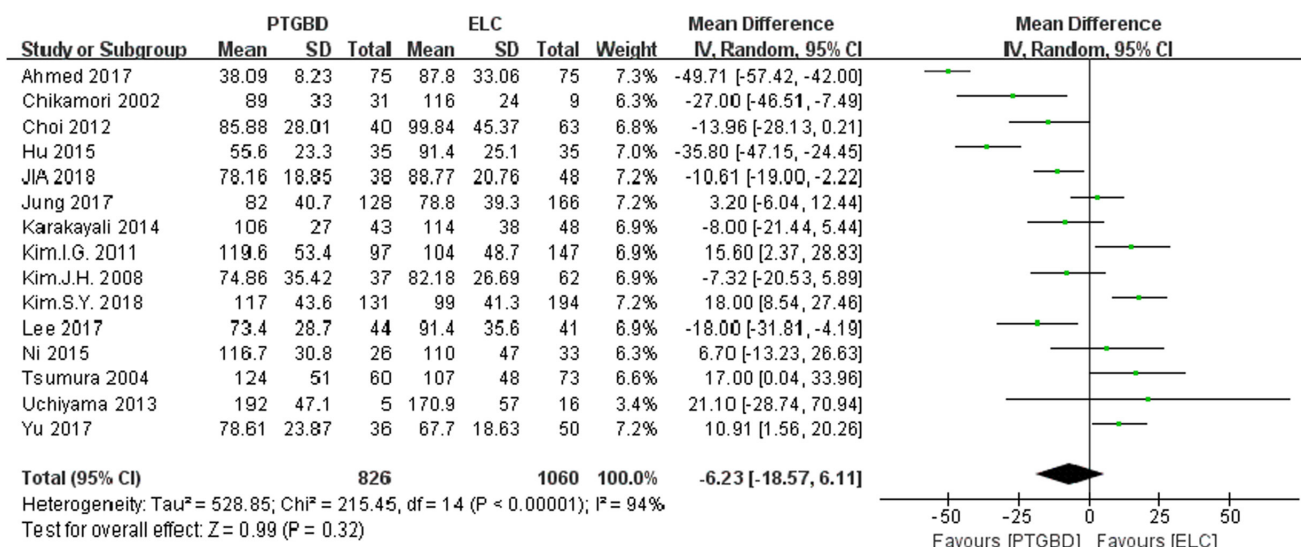 PTGBD ELC Mean Difference Mean Difference
Study or Subgroup Mean SD Total Mean SD Total Weight IV, Random, 95% CI IV, Random, 95% CI
Ahmed 2017 38.09 8.23 75 87.8 33.06 75 7.3% -49.71 [-57.42, -42.00]
Chikamori 2002 89 33 31 116 24 9 6.3% -27.00 [-46.51, -7.49]
Choi 2012 85.88 28.01 40 99.84 45.37 63 6.8% -13.96 [-28.13, 0.21]
Hu 2015 55.6 23.3 35 91.4 25.1 35 7.0% -35.80 [-47.15, -24.45]
JIA 2018 78.16 18.85 38 88.77 20.76 48 7.2% -10.61 [-19.00, -2.22]
Jung 2017 82 40.7 128 78.8 39.3 166 7.2% 3.20 [-6.04, 12.44]
Karakayali 2014 106 27 43 114 38 48 6.9% -8.00 [-21.44, 5.44]
Kim.I.G. 2011 119.6 53.4 97 104 48.7 147 6.9% 15.60 [2.37, 28.83]
Kim.J.H. 2008 74.86 35.42 37 82.18 26.69 62 6.9% -7.32 [-20.53, 5.89]
Kim.S.Y. 2018 117 43.6 131 99 41.3 194 7.2% 18.00 [8.54, 27.46]
Lee 2017 73.4 28.7 44 91.4 35.6 41 6.9% -18.00 [-31.81, -4.19]
Ni 2015 116.7 30.8 26 110 47 33 6.3% 6.70 [-13.23, 26.63]
Tsumura 2004 124 51 60 107 48 73 6.6% 17.00 [0.04, 33.96]
Uchiyama 2013 192 47.1 5 170.9 57 16 3.4% 21.10 [-28.74, 70.94]
Yu 2017 78.61 23.87 36 67.7 18.63 50 7.2% 10.91 [1.56, 20.26]
Total (95% CI) 826 1060 100.0% -6.23 [-18.57, 6.11]
Heterogeneity: Tau² = 528.85; Chi² = 215.45, df = 14 (P < 0.00001); I² = 94%
Test for overall effect: Z = 0.99 (P = 0.32)
-50 -25 0 25 50
Favours [PTGBD] Favours [ELC]